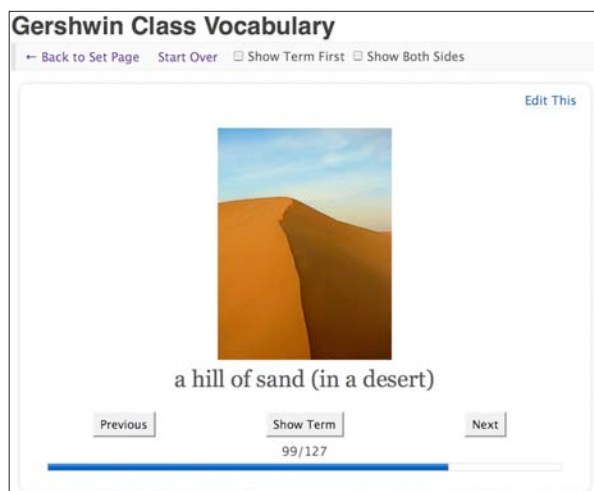 Gershwin Class Vocabulary
← Back to Set Page Start Over Show Term First Show Both Sides
Edit This
a hill of sand (in a desert)
Previous Show Term Next
99/127